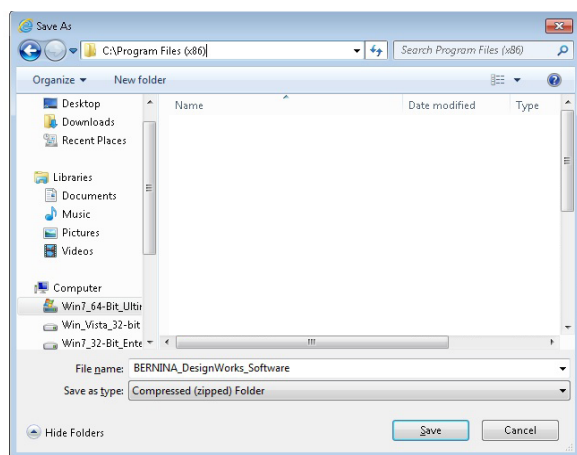 Save As
C:\Program Files (x86)
Search Program Files (x86)
Organize
New folder
Desktop
Downloads
Recent Places
Libraries
Documents
Music
Pictures
Videos
Computer
Win7_64-Bit_Ultir
Win_Vista_32-bit
Win7_32-Bit_Ente
Name
Date modified
Type
File name: BERNINA_DesignWorks_Software
Save as type: Compressed (zipped) Folder
Hide Folders
Save
Cancel